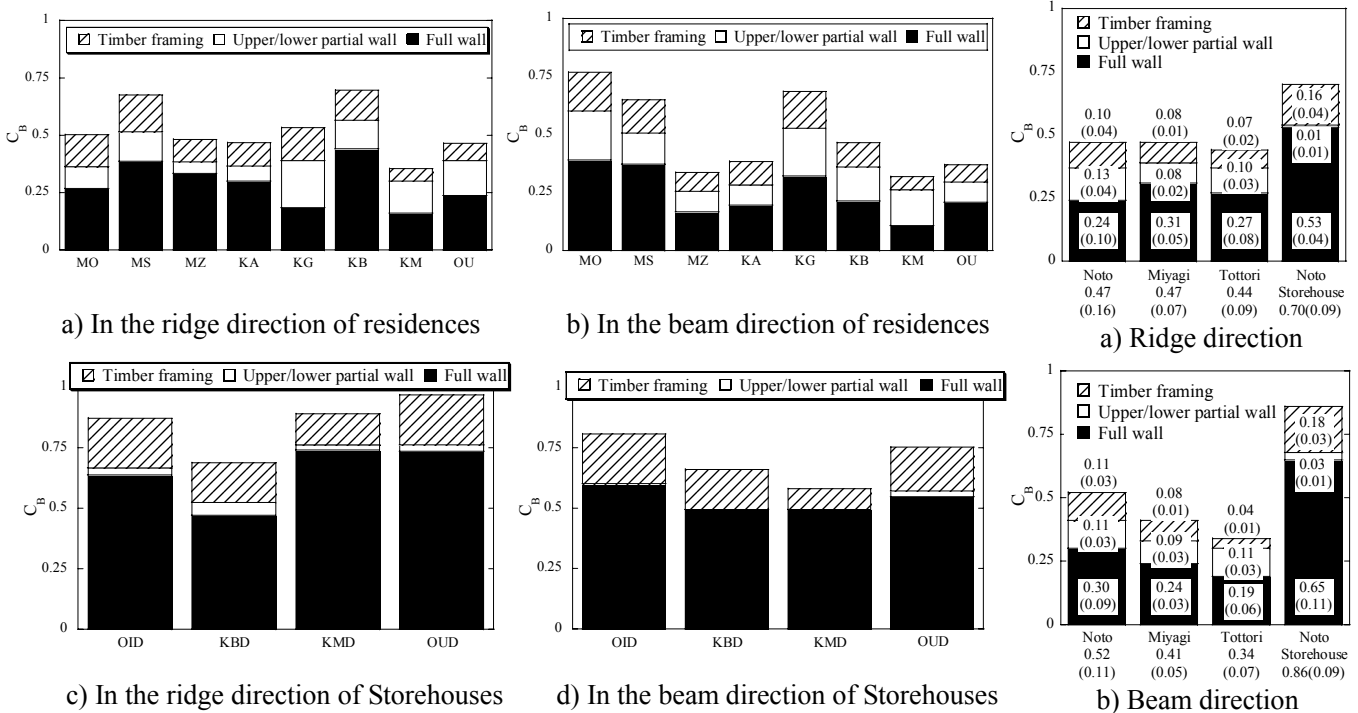 1
Timber framing Upper/lower partial wall Full wall
0.75
0.5
0.25
0
C_B
MO MS MZ KA KG KB KM OU
a) In the ridge direction of residences
1
Timber framing Upper/lower partial wall Full wall
0.75
0.5
0.25
0
C_B
MO MS MZ KA KG KB KM OU
b) In the beam direction of residences
1
Timber framing
Upper/lower partial wall
Full wall
0.75
0.5
0.25
0
C_B
0.10
(0.04)
0.13
(0.04)
0.24
(0.10)
0.08
(0.01)
0.08
(0.02)
0.31
(0.05)
0.07
(0.02)
0.10
(0.03)
0.27
(0.08)
0.16
(0.04)
0.01
(0.01)
0.53
(0.04)
Noto Miyagi Tottori Noto
0.47 0.47 0.44 Storehouse
(0.16) (0.07) (0.09) 0.70(0.09)
a) Ridge direction
1
Timber framing Upper/lower partial wall Full wall
0.75
0.5
0.25
0
C_B
OID KBD KMD OUD
c) In the ridge direction of Storehouses
1
Timber framing Upper/lower partial wall Full wall
0.75
0.5
0.25
0
C_B
OID KBD KMD OUD
d) In the beam direction of Storehouses
1
Timber framing
Upper/lower partial wall
Full wall
0.75
0.5
0.25
0
C_B
0.11
(0.03)
0.11
(0.03)
0.30
(0.09)
0.08
(0.01)
0.09
(0.03)
0.24
(0.03)
0.04
(0.01)
0.11
(0.03)
0.19
(0.06)
0.18
(0.03)
0.03
(0.01)
0.65
(0.11)
Noto Miyagi Tottori Noto
0.52 0.41 0.34 Storehouse
(0.11) (0.05) (0.07) 0.86(0.09)
b) Beam direction